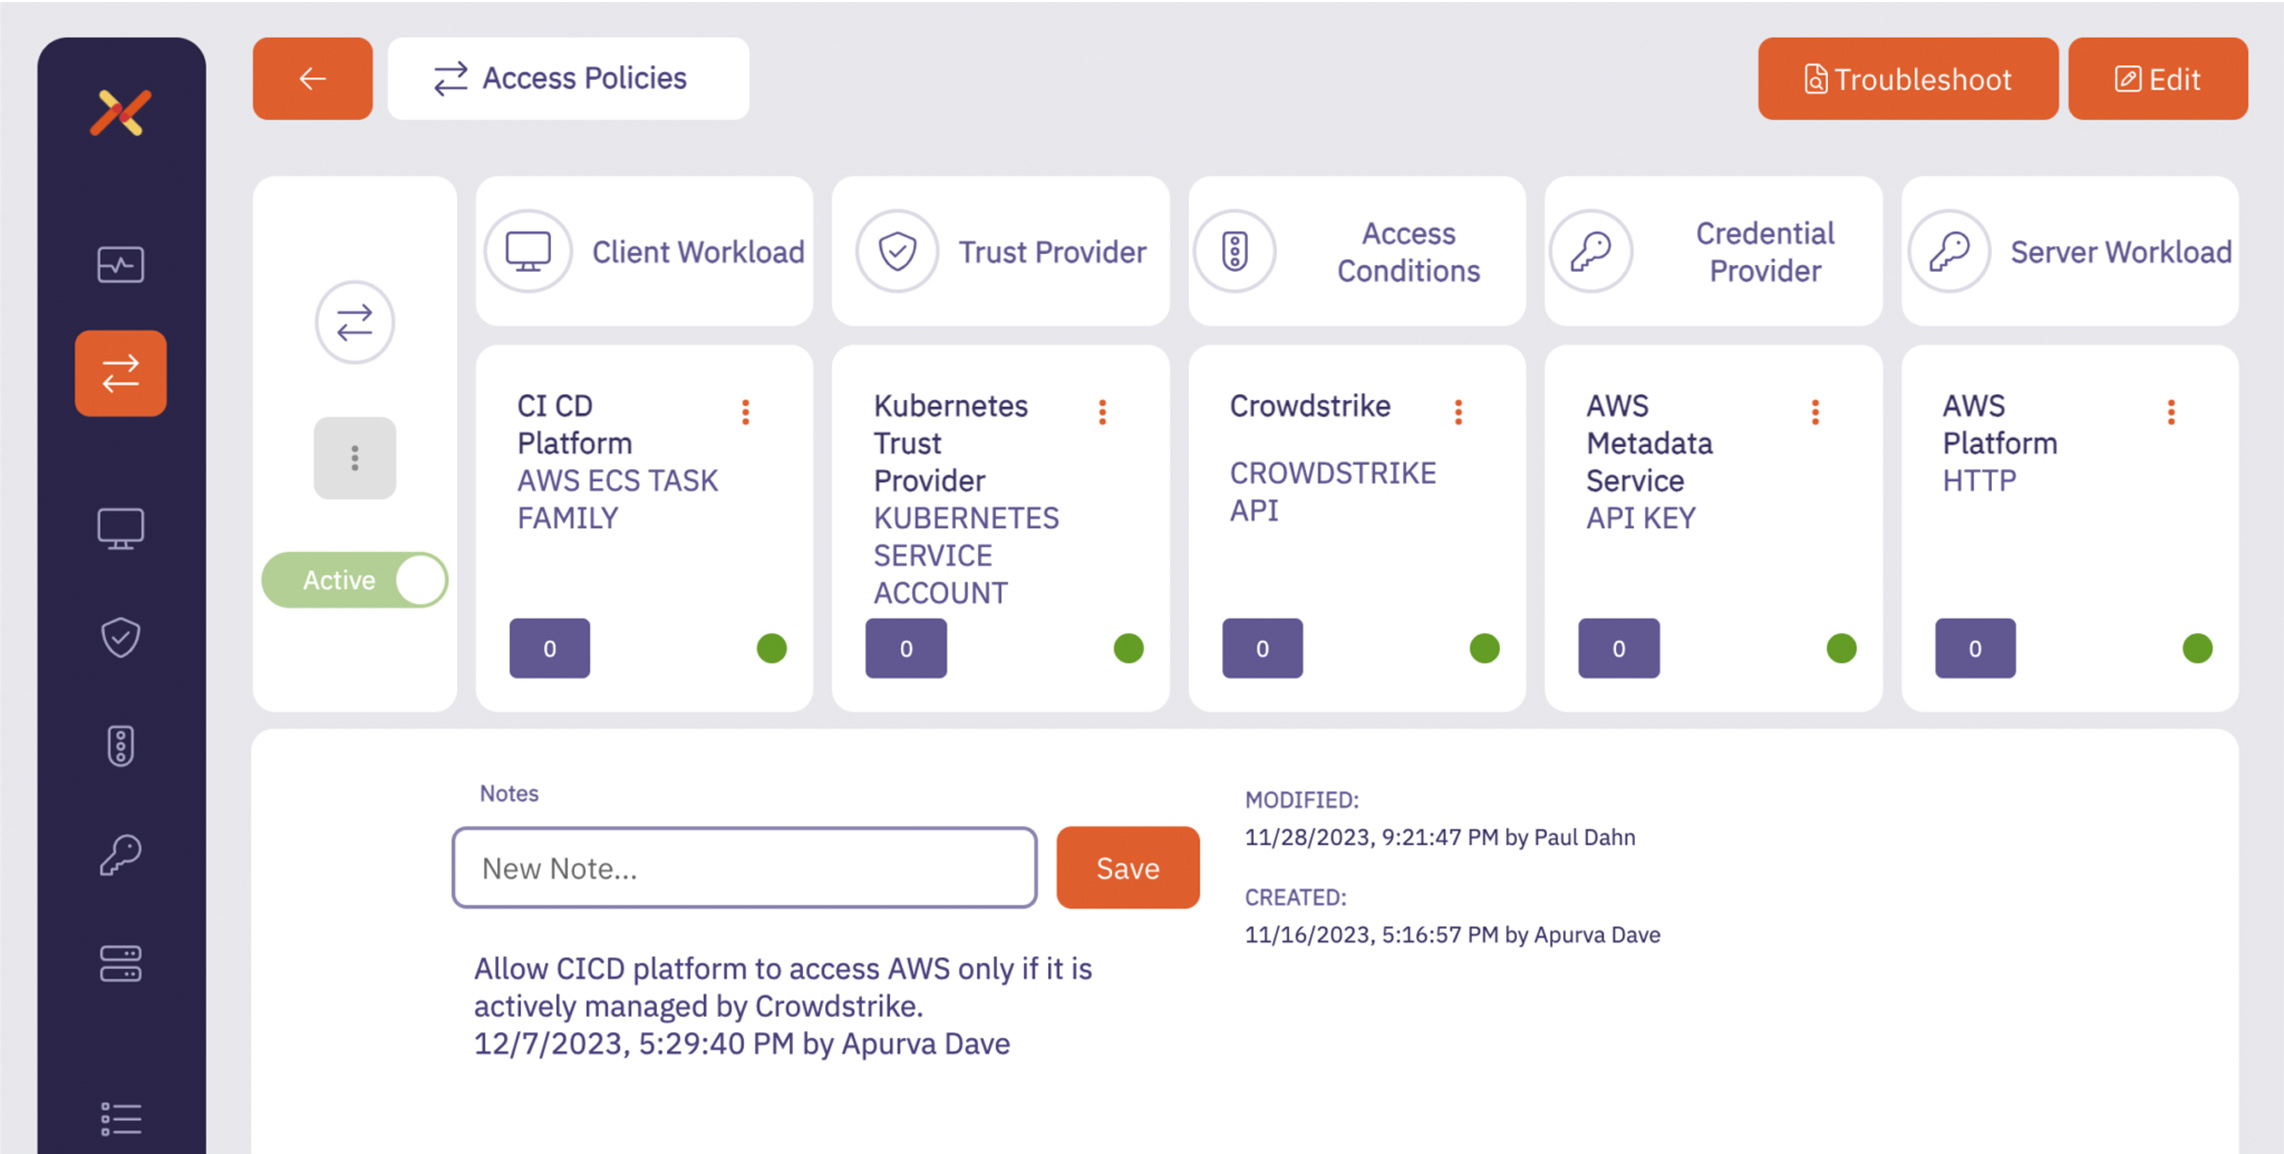 Access Policies
Troubleshoot
Edit
Client Workload
Trust Provider
Access
Conditions
Credential
Provider
Server Workload
Active
CI CD
Platform
AWS ECS TASK
FAMILY
0
Kubernetes
Trust
Provider
KUBERNETES
SERVICE
ACCOUNT
0
Crowdstrike
CROWDSTRIKE
API
0
AWS
Metadata
Service
API KEY
0
AWS
Platform
HTTP
0
Notes
New Note...
Save
Allow CICD platform to access AWS only if it is
actively managed by Crowdstrike.
12/7/2023, 5:29:40 PM by Apurva Dave
MODIFIED:
11/28/2023, 9:21:47 PM by Paul Dahn
CREATED:
11/16/2023, 5:16:57 PM by Apurva Dave